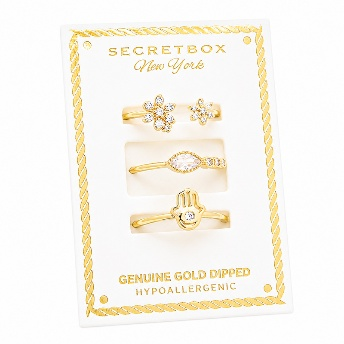 SECRETBOX
New York
GENUINE GOLD DIPPED
HYPOALLERGENIC